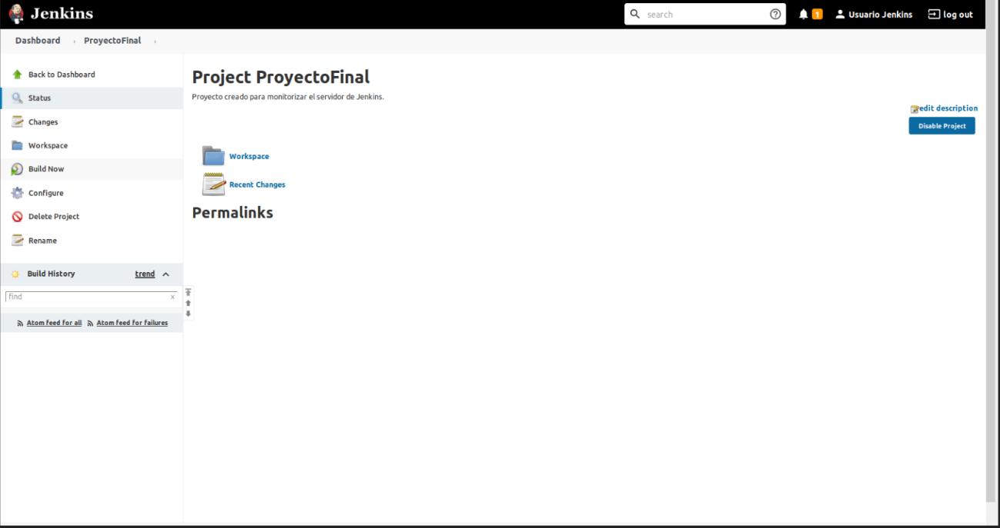 Jenkins
search
1
Usuario Jenkins
log out
Dashboard
ProyectoFinal
Back to Dashboard
Status
Changes
Workspace
Build Now
Configure
Delete Project
Rename
Build History
trend
find
x
Atom feed for all
Atom feed for failures
Project ProyectoFinal
Proyecto creado para monitorizar el servidor de Jenkins.
edit description
Disable Project
Workspace
Recent Changes
Permalinks